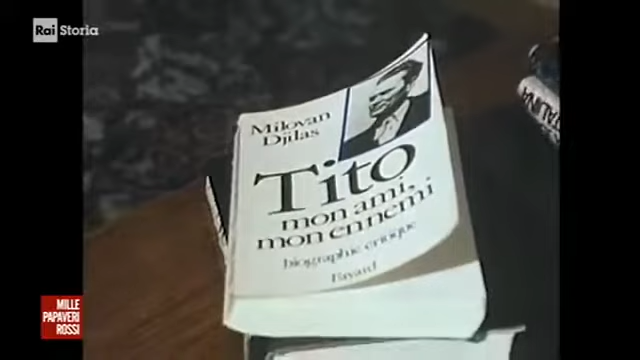 Rai Storia
Milovan
Djilas
Tito
mon ami,
mon ennemi
biographie critique
Fayard
MILLE
PAPAVERI
ROSSI